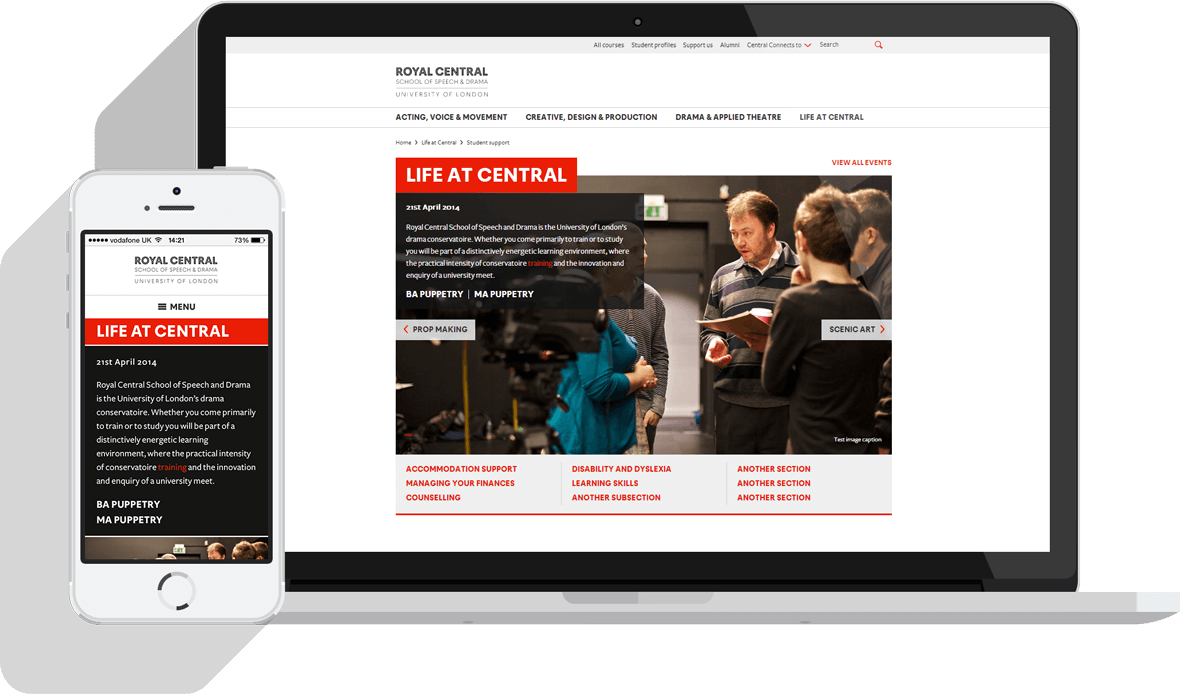 All courses Student profiles Support us Alumni Central Connects to Search
ROYAL CENTRAL
SCHOOL OF SPEECH & DRAMA
UNIVERSITY OF LONDON
ACTING, VOICE & MOVEMENT CREATIVE, DESIGN & PRODUCTION DRAMA & APPLIED THEATRE LIFE AT CENTRAL
Home > Life at Central > Student support
VIEW ALL EVENTS
LIFE AT CENTRAL
21st April 2014
Royal Central School of Speech and Drama is the University of London's
drama conservatoire. Whether you come primarily to train or to study
you will be part of a distinctively energetic learning environment, where
the practical intensity of conservatoire training and the innovation and
enquiry of a university meet.
BA PUPPETRY | MA PUPPETRY
PROP MAKING
SCENIC ART
Test image caption
ACCOMMODATION SUPPORT DISABILITY AND DYSLEXIA ANOTHER SECTION
MANAGING YOUR FINANCES LEARNING SKILLS ANOTHER SECTION
COUNSELLING ANOTHER SUBSECTION ANOTHER SECTION
vodafone UK 14:21 73%
ROYAL CENTRAL
SCHOOL OF SPEECH & DRAMA
UNIVERSITY OF LONDON
MENU
LIFE AT CENTRAL
21st April 2014
Royal Central School of Speech and Drama
is the University of London's drama
conservatoire. Whether you come primarily
to train or to study you will be part of a
distinctively energetic learning
environment, where the practical intensity
of conservatoire training and the innovation
and enquiry of a university meet.
BA PUPPETRY
MA PUPPETRY